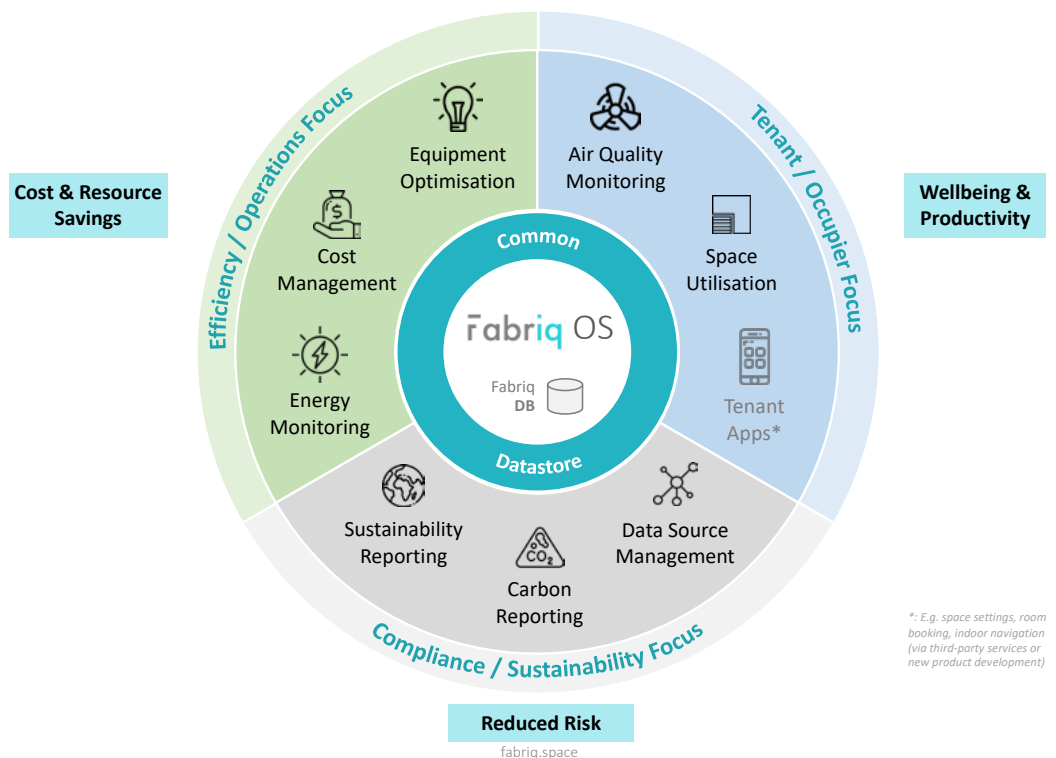 Efficiency / Operations Focus
Tenant / Occupier Focus
Compliance / Sustainability Focus
Cost & Resource
Savings
Wellbeing &
Productivity
Reduced Risk
Equipment
Optimisation
Cost
Management
Energy
Monitoring
Air Quality
Monitoring
Space
Utilisation
Tenant
Apps*
Sustainability
Reporting
CO₂
Carbon
Reporting
Data Source
Management
Common
Fabriq OS
Fabriq
DB
Datastore
$
*: E.g. space settings, room
booking, indoor navigation
(via third-party services or
new product development)
fabriq.space